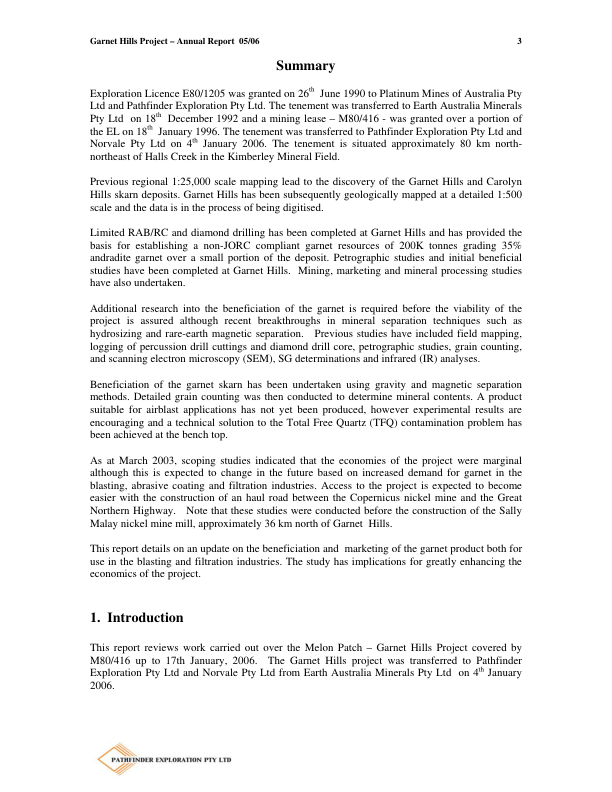 Garnet Hills Project – Annual Report  05/06    3
Summary
Exploration Licence E80/1205 was granted on 26th June 1990 to Platinum Mines of Australia Pty
Ltd and Pathfinder Exploration Pty Ltd. The tenement was transferred to Earth Australia Minerals
Pty Ltd on 18th December 1992 and a mining lease – M80/416 - was granted over a portion of
the EL on 18th January 1996. The tenement was transferred to Pathfinder Exploration Pty Ltd and
Norvale Pty Ltd on 4th January 2006. The tenement is situated approximately 80 km north-
northeast of Halls Creek in the Kimberley Mineral Field.
Previous regional 1:25,000 scale mapping lead to the discovery of the Garnet Hills and Carolyn
Hills skarn deposits. Garnet Hills has been subsequently geologically mapped at a detailed 1:500
scale and the data is in the process of being digitised.
Limited RAB/RC and diamond drilling has been completed at Garnet Hills and has provided the
basis for establishing a non-JORC compliant garnet resources of 200K tonnes grading 35%
andradite garnet over a small portion of the deposit. Petrographic studies and initial beneficial
studies have been completed at Garnet Hills. Mining, marketing and mineral processing studies
have also undertaken.
Additional research into the beneficiation of the garnet is required before the viability of the
project is assured although recent breakthroughs in mineral separation techniques such as
hydrosizing and rare-earth magnetic separation. Previous studies have included field mapping,
logging of percussion drill cuttings and diamond drill core, petrographic studies, grain counting,
and scanning electron microscopy (SEM), SG determinations and infrared (IR) analyses.
Beneficiation of the garnet skarn has been undertaken using gravity and magnetic separation
methods. Detailed grain counting was then conducted to determine mineral contents. A product
suitable for airblast applications has not yet been produced, however experimental results are
encouraging and a technical solution to the Total Free Quartz (TFQ) contamination problem has
been achieved at the bench top.
As at March 2003, scoping studies indicated that the economies of the project were marginal
although this is expected to change in the future based on increased demand for garnet in the
blasting, abrasive coating and filtration industries. Access to the project is expected to become
easier with the construction of an haul road between the Copernicus nickel mine and the Great
Northern Highway. Note that these studies were conducted before the construction of the Sally
Malay nickel mine mill, approximately 36 km north of Garnet Hills.
This report details on an update on the beneficiation and marketing of the garnet product both for
use in the blasting and filtration industries. The study has implications for greatly enhancing the
economics of the project.
1. Introduction
This report reviews work carried out over the Melon Patch – Garnet Hills Project covered by
M80/416 up to 17th January, 2006. The Garnet Hills project was transferred to Pathfinder
Exploration Pty Ltd and Norvale Pty Ltd from Earth Australia Minerals Pty Ltd on 4th January
2006.
PATHFINDER EXPLORATION PTY LTD